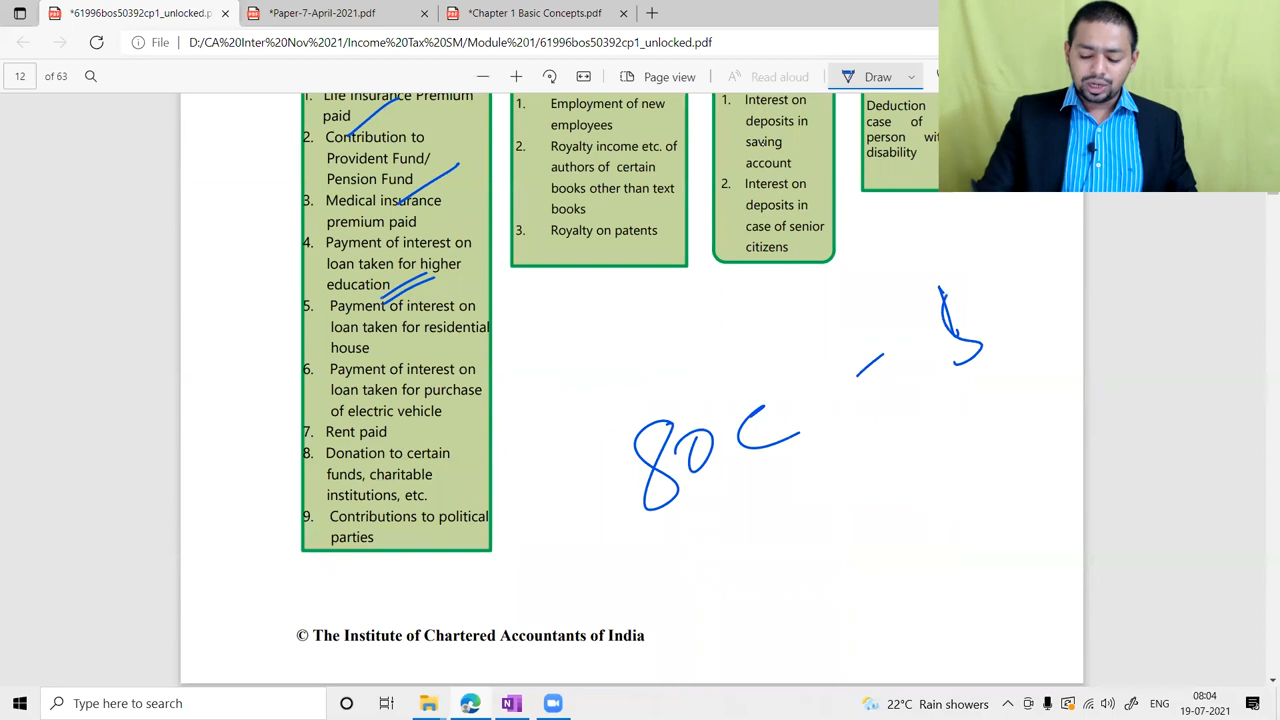 *61996bos50392cp1_unlocked.p
*Paper-7-April-2021.pdf
*Chapter 1 Basic Concepts.pdf
File
D:/CA%20Inter%20Nov%2021/Income%20Tax%20SM/Module%201/61996bos50392cp1_unlocked.pdf
12 of 63
Page view
Read aloud
Draw
1. Life Insurance Premium
paid
2. Contribution to
Provident Fund/
Pension Fund
3. Medical insurance
premium paid
4. Payment of interest on
loan taken for higher
education
5. Payment of interest on
loan taken for residential
house
6. Payment of interest on
loan taken for purchase
of electric vehicle
7. Rent paid
8. Donation to certain
funds, charitable
institutions, etc.
9. Contributions to political
parties
1. Employment of new
employees
2. Royalty income etc. of
authors of certain
books other than text
books
3. Royalty on patents
1. Interest on
deposits in
saving
account
2. Interest on
deposits in
case of senior
citizens
Deduction
case of
person wit
disability
80 C
© The Institute of Chartered Accountants of India
Type here to search
22°C Rain showers
ENG
08:04
19-07-2021